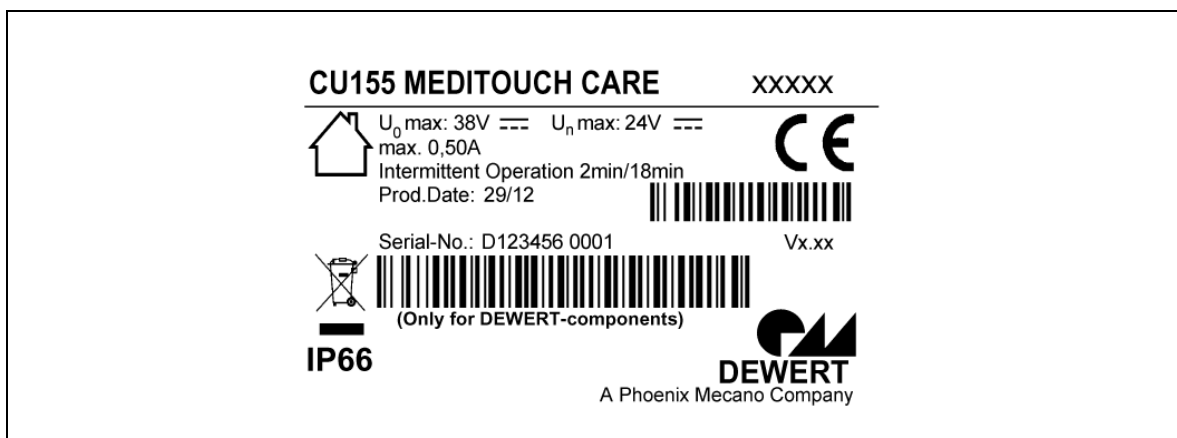 CU155 MEDITOUCH CARE xxxxx
U₀ max: 38V Uₙ max: 24V
max. 0,50A
Intermittent Operation 2min/18min
Prod.Date: 29/12
Serial-No.: D123456 0001 Vx.xx
(Only for DEWERT-components)
IP66
DEWERT
A Phoenix Mecano Company
CE